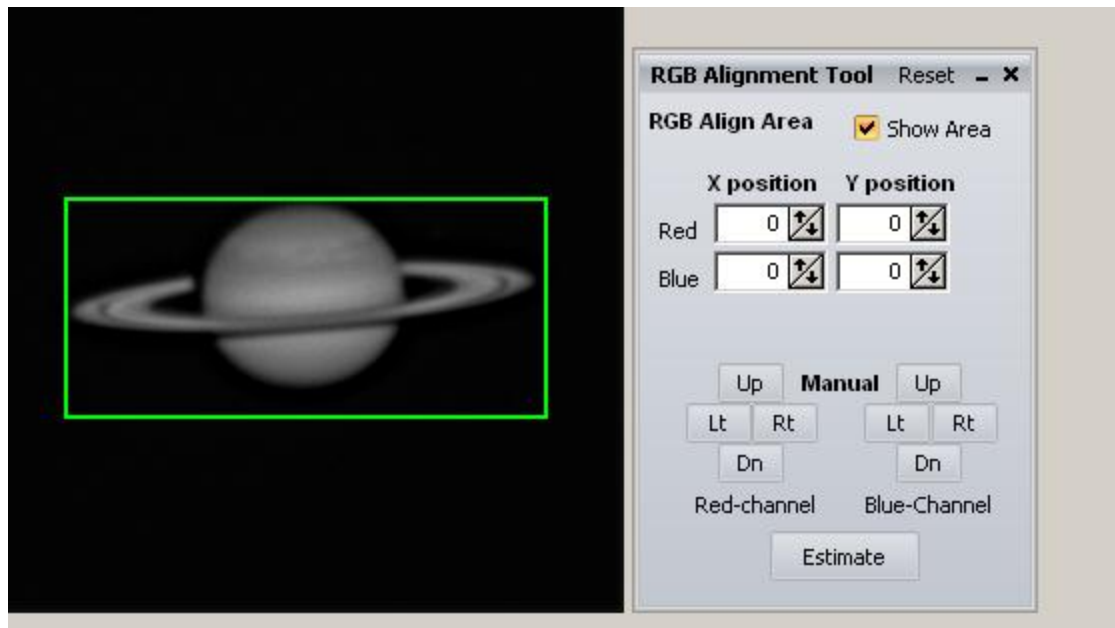 RGB Alignment Tool Reset
RGB Align Area Show Area
X position Y position
Red 0 0
Blue 0 0
Up Manual Up
Lt Rt Lt Rt
Dn Dn
Red-channel Blue-Channel
Estimate